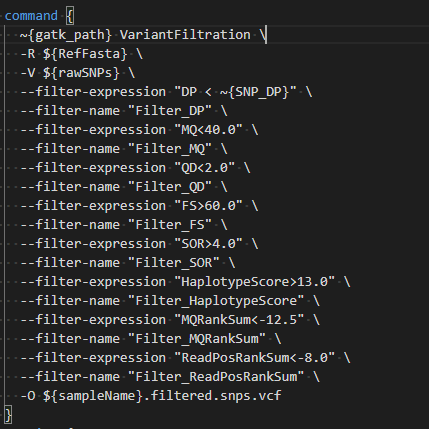 command {
~{gatk_path} VariantFiltration \
-R ${RefFasta} \
-V ${rawSNPs} \
--filter-expression "DP < ~{SNP_DP}" \
--filter-name "Filter_DP" \
--filter-expression "MQ<40.0" \
--filter-name "Filter_MQ" \
--filter-expression "QD<2.0" \
--filter-name "Filter_QD" \
--filter-expression "FS>60.0" \
--filter-name "Filter_FS" \
--filter-expression "SOR>4.0" \
--filter-name "Filter_SOR" \
--filter-expression "HaplotypeScore>13.0" \
--filter-name "Filter_HaplotypeScore" \
--filter-expression "MQRankSum<-12.5" \
--filter-name "Filter_MQRankSum" \
--filter-expression "ReadPosRankSum<-8.0" \
--filter-name "Filter_ReadPosRankSum" \
-O ${sampleName}.filtered.snps.vcf
}